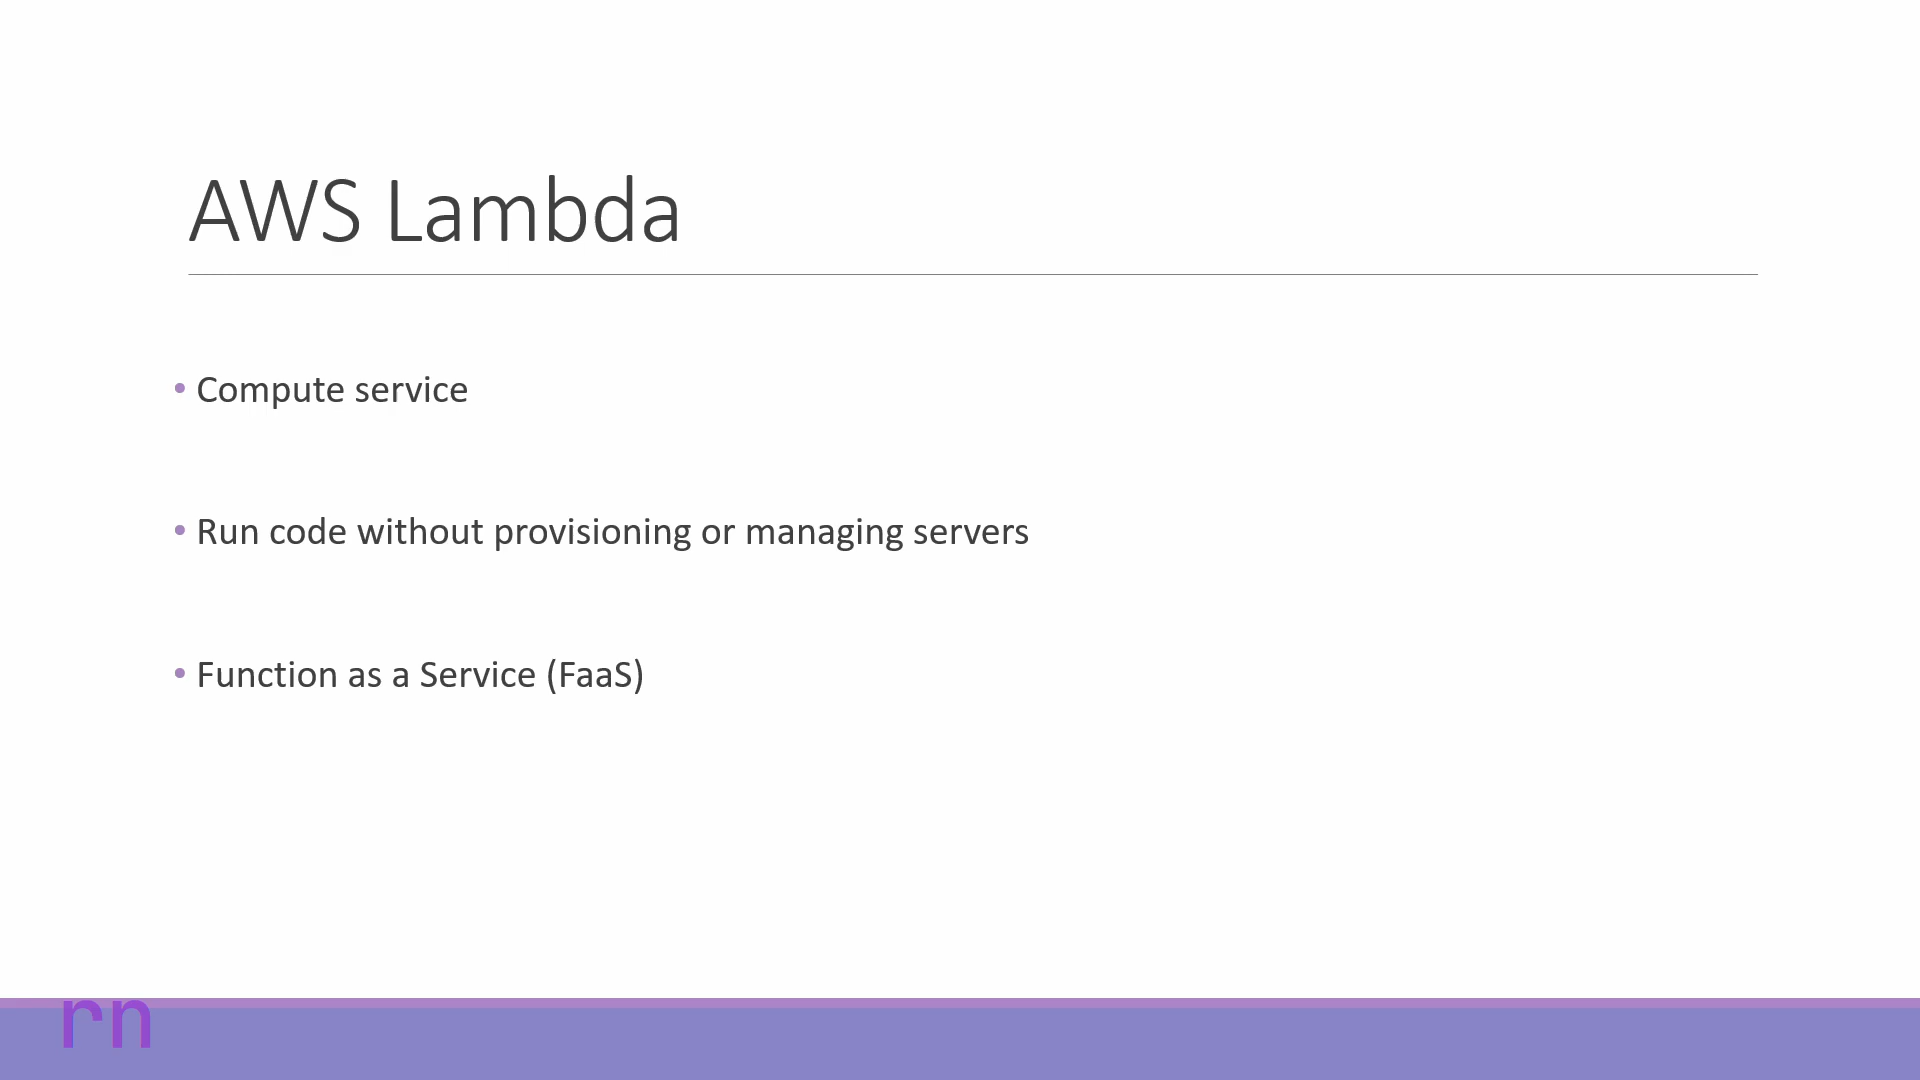 AWS Lambda
• Compute service
• Run code without provisioning or managing servers
• Function as a Service (FaaS)
rn